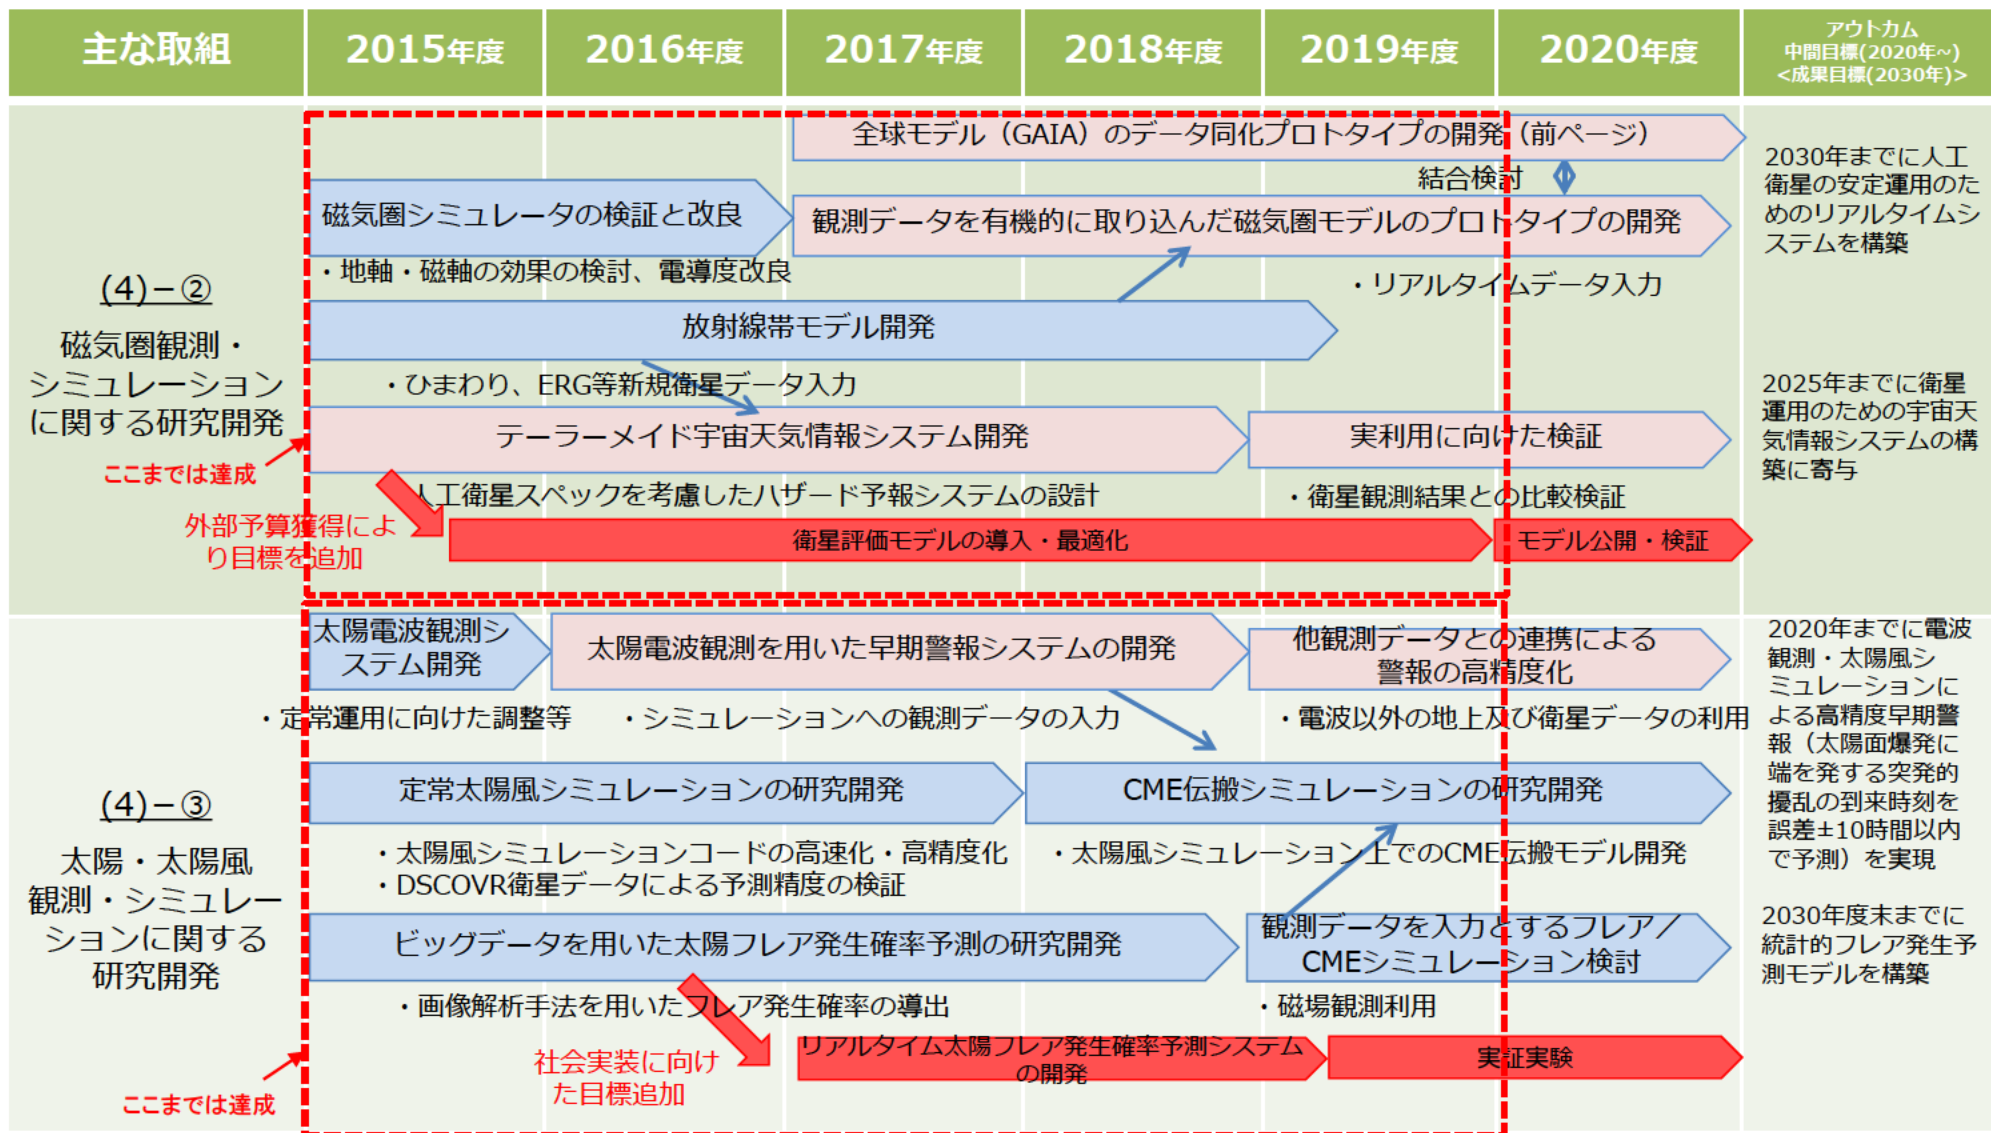 主な取組
2015年度
2016年度
2017年度
2018年度
2019年度
2020年度
アウトカム
中間目標(2020年~)
<成果目標(2030年)>
(4)−②
磁気圏観測・
シミュレーション
に関する研究開発
ここまでは達成
全球モデル（GAIA）のデータ同化プロトタイプの開発（前ページ）
結合検討
磁気圏シミュレータの検証と改良
観測データを有機的に取り込んだ磁気圏モデルのプロトタイプの開発
・地軸・磁軸の効果の検討、電導度改良
・リアルタイムデータ入力
放射線帯モデル開発
・ひまわり、ERG等新規衛星データ入力
テーラーメイド宇宙天気情報システム開発
実利用に向けた検証
人工衛星スペックを考慮したハザード予報システムの設計
・衛星観測結果との比較検証
外部予算獲得によ
り目標を追加
衛星評価モデルの導入・最適化
モデル公開・検証
2030年までに人工
衛星の安定運用のた
めのリアルタイムシ
ステムを構築
2025年までに衛星
運用のための宇宙天
気情報システムの構
築に寄与
(4)−③
太陽・太陽風
観測・シミュレー
ションに関する
研究開発
ここまでは達成
太陽電波観測シ
ステム開発
太陽電波観測を用いた早期警報システムの開発
他観測データとの連携による
警報の高精度化
・定常運用に向けた調整等
・シミュレーションへの観測データの入力
・電波以外の地上及び衛星データの利用
定常太陽風シミュレーションの研究開発
CME伝搬シミュレーションの研究開発
・太陽風シミュレーションコードの高速化・高精度化
・DSCOVR衛星データによる予測精度の検証
・太陽風シミュレーション上でのCME伝搬モデル開発
ビッグデータを用いた太陽フレア発生確率予測の研究開発
観測データを入力とするフレア／
CMEシミュレーション検討
・画像解析手法を用いたフレア発生確率の導出
・磁場観測利用
社会実装に向け
た目標追加
リアルタイム太陽フレア発生確率予測システム
の開発
実証実験
2020年までに電波
観測・太陽風シ
ミュレーションに
よる高精度早期警
報（太陽面爆発に
端を発する突発的
擾乱の到来時刻を
誤差±10時間以内
で予測）を実現
2030年度末までに
統計的フレア発生予
測モデルを構築